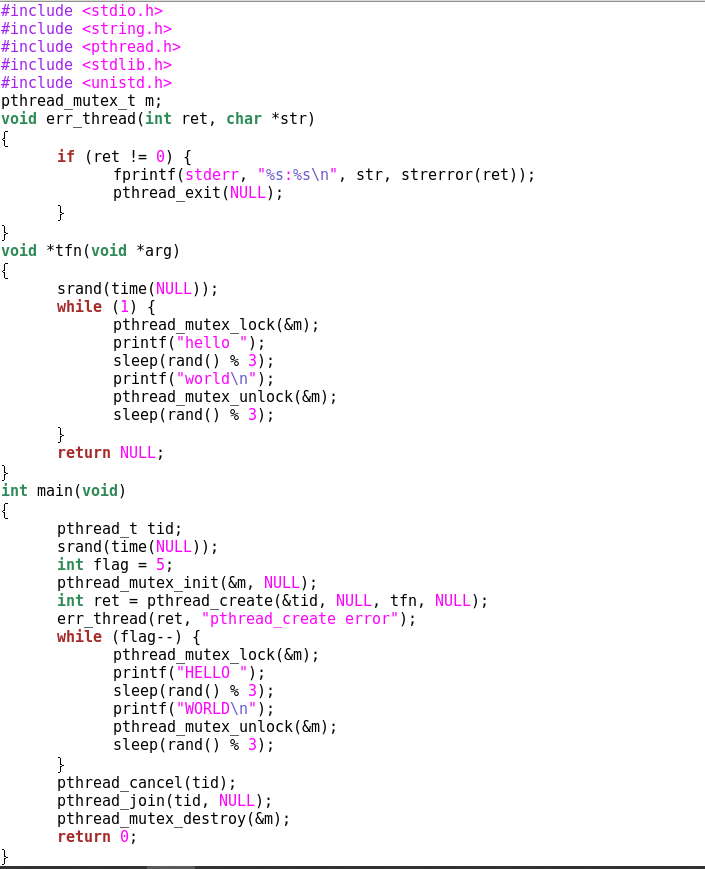 #include <stdio.h>
#include <string.h>
#include <pthread.h>
#include <stdlib.h>
#include <unistd.h>
pthread_mutex_t m;
void err_thread(int ret, char *str)
{
        if (ret != 0) {
                fprintf(stderr, "%s:%s\n", str, strerror(ret));
                pthread_exit(NULL);
        }
}
void *tfn(void *arg)
{
        srand(time(NULL));
        while (1) {
                pthread_mutex_lock(&m);
                printf("hello ");
                sleep(rand() % 3);
                printf("world\n");
                pthread_mutex_unlock(&m);
                sleep(rand() % 3);
        }
        return NULL;
}
int main(void)
{
        pthread_t tid;
        srand(time(NULL));
        int flag = 5;
        pthread_mutex_init(&m, NULL);
        int ret = pthread_create(&tid, NULL, tfn, NULL);
        err_thread(ret, "pthread_create error");
        while (flag--) {
                pthread_mutex_lock(&m);
                printf("HELLO ");
                sleep(rand() % 3);
                printf("WORLD\n");
                pthread_mutex_unlock(&m);
                sleep(rand() % 3);
        }
        pthread_cancel(tid);
        pthread_join(tid, NULL);
        pthread_mutex_destroy(&m);
        return 0;
}